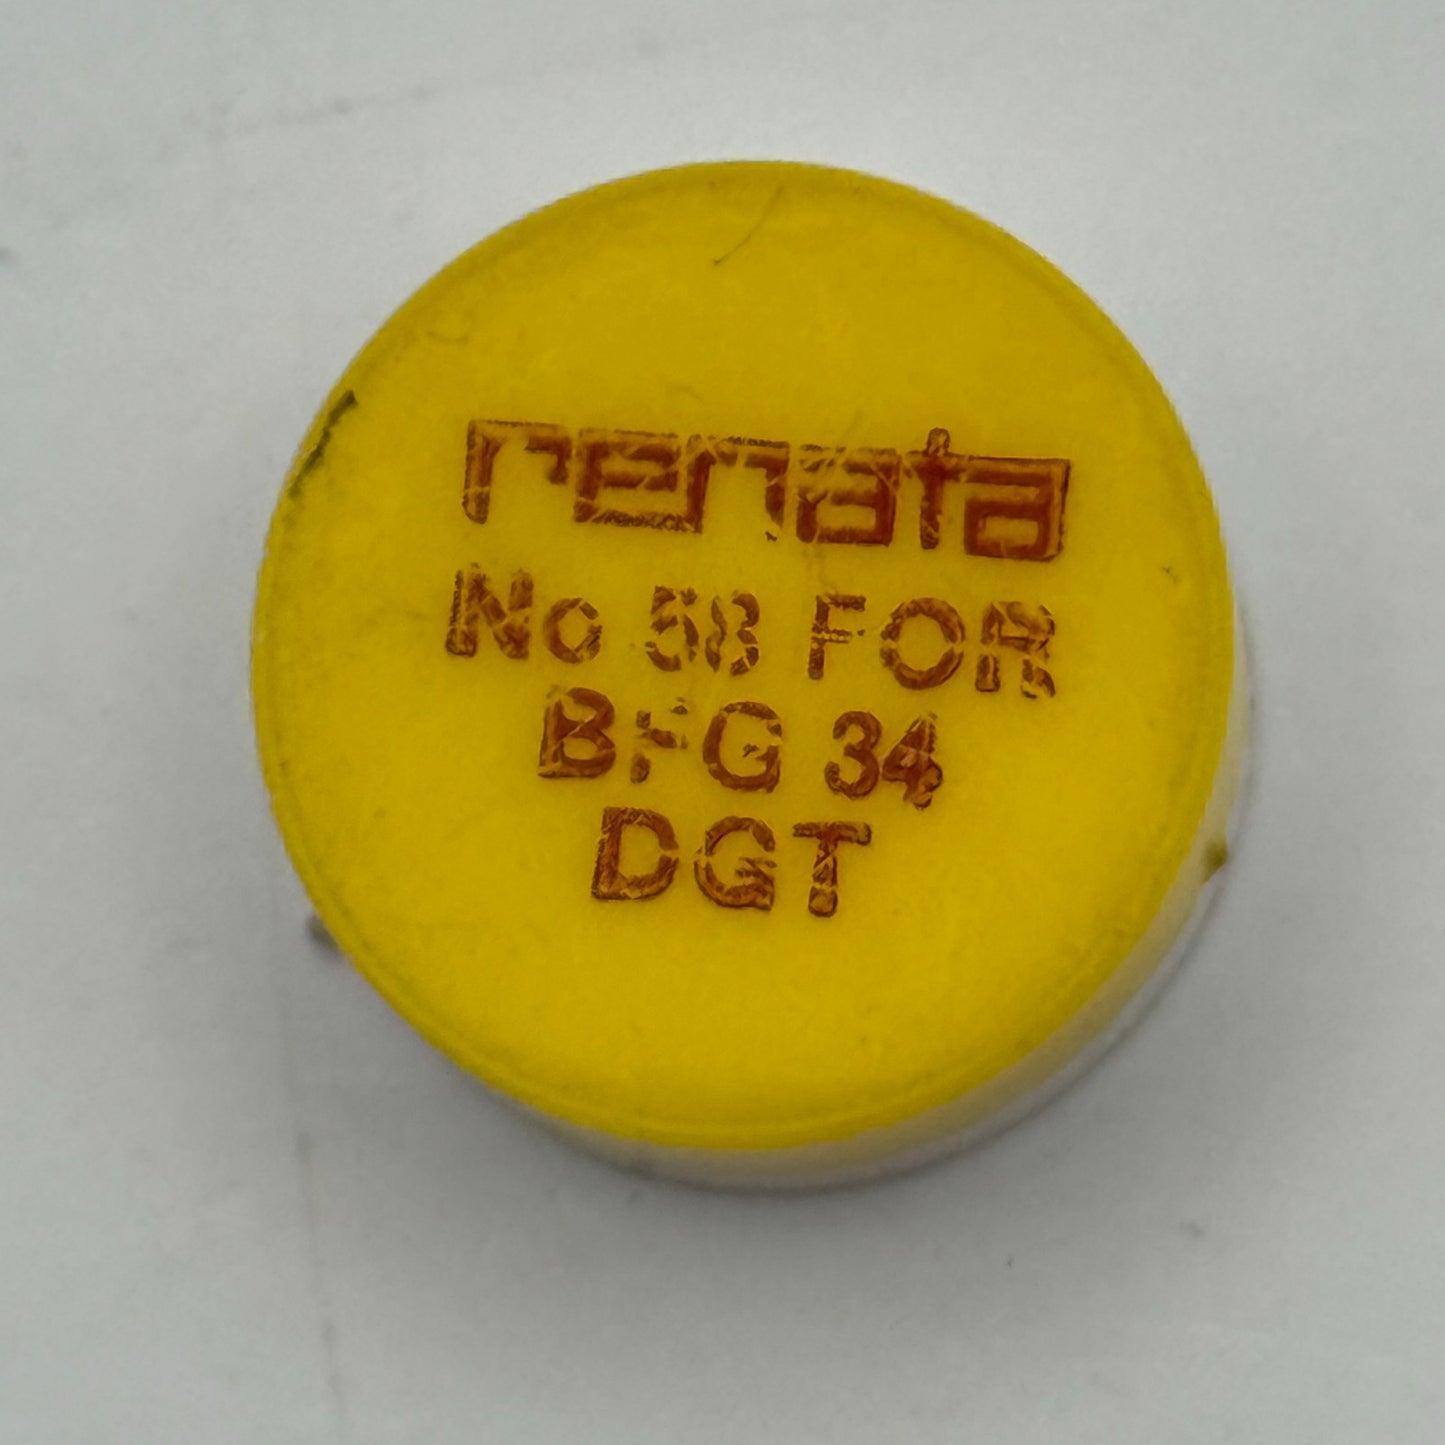 renata
No 58 FOR
BFG 34
DGT